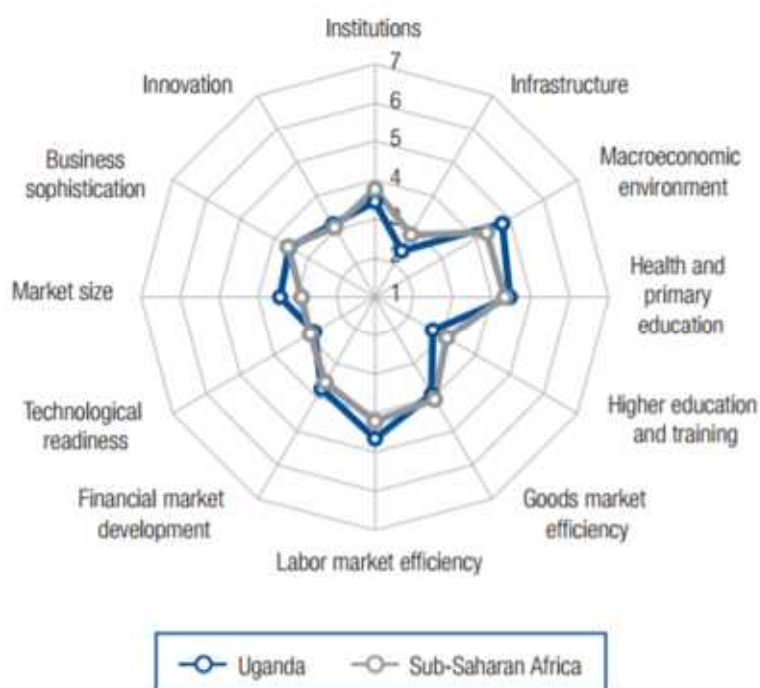 Institutions
Infrastructure
Macroeconomic
environment
Health and
primary
education
Higher education
and training
Goods market
efficiency
Labor market efficiency
Financial market
development
Technological
readiness
Market size
Business
sophistication
Innovation
7
6
5
4
3
2
1
Uganda
Sub-Saharan Africa